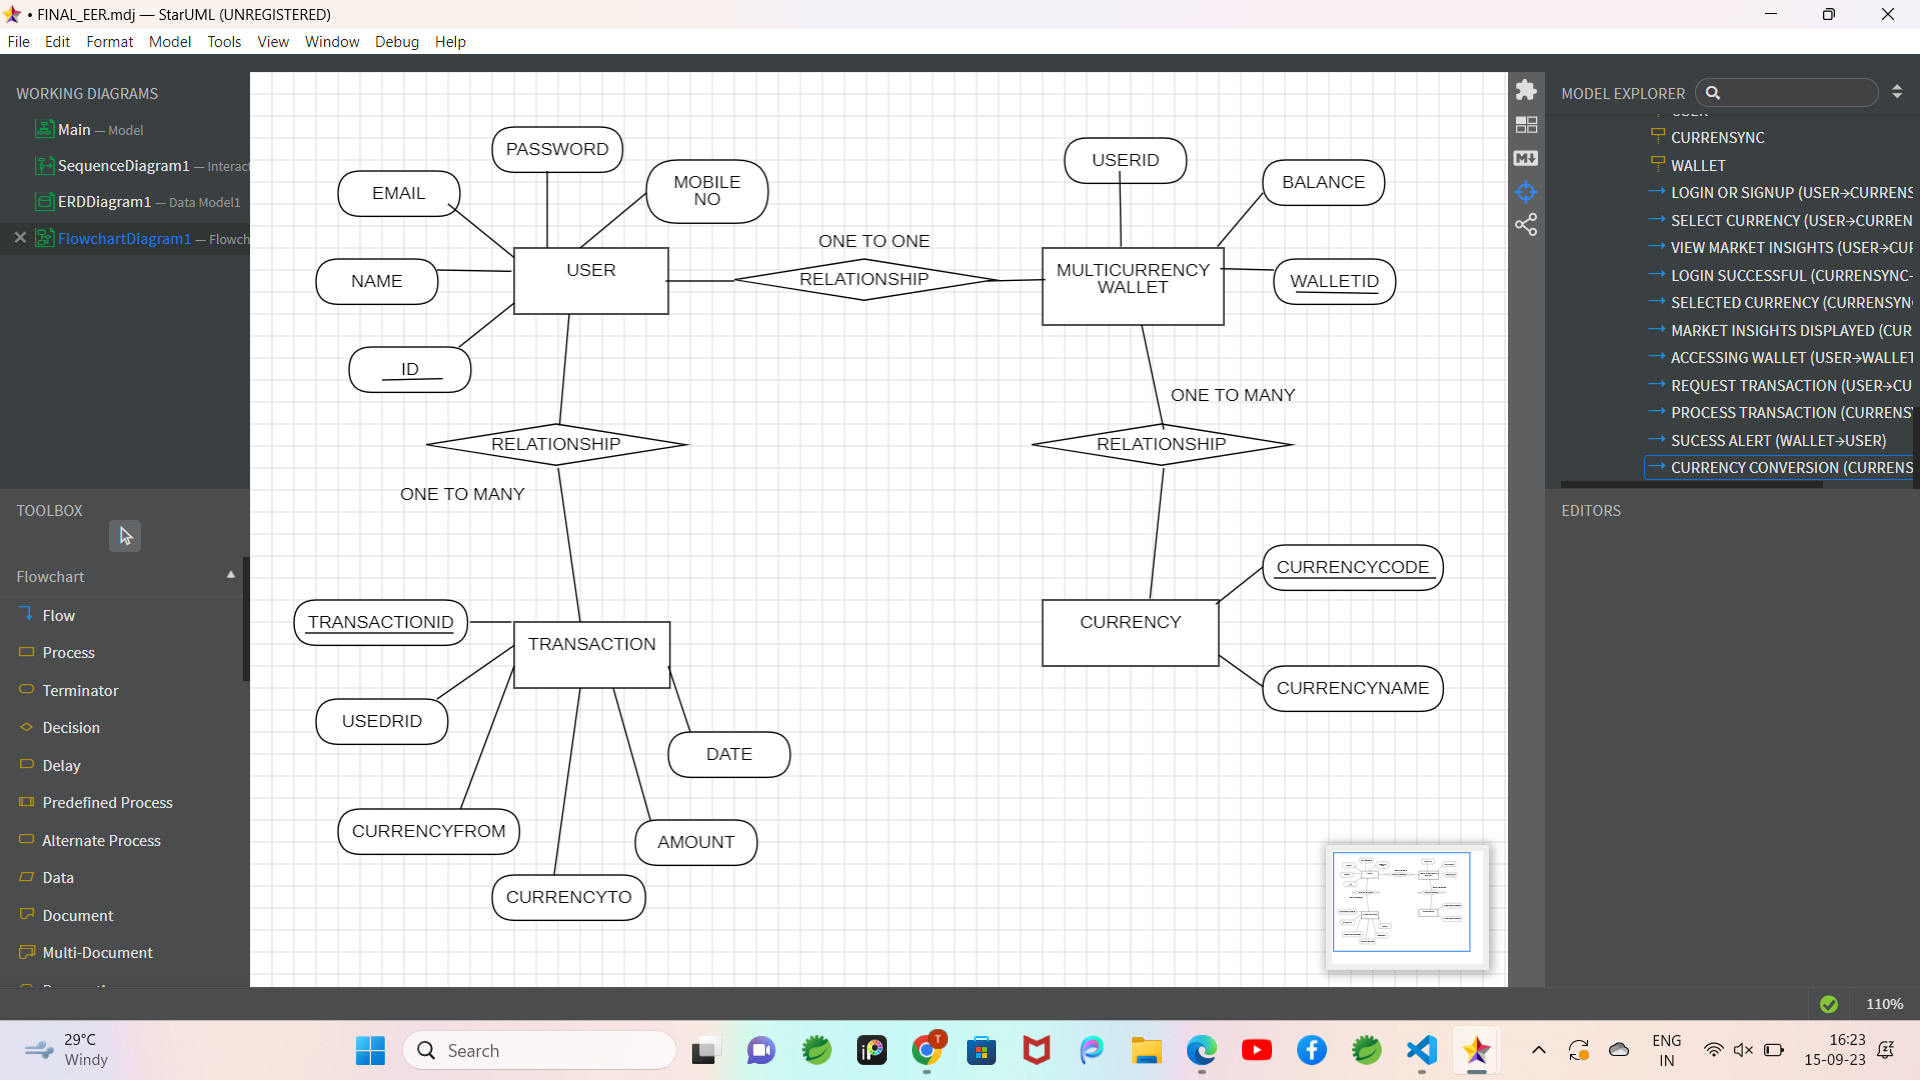 • FINAL_EER.mdj — StarUML (UNREGISTERED)
File Edit Format Model Tools View Window Debug Help
WORKING DIAGRAMS
Main — Model
SequenceDiagram1 — Interact
ERDDiagram1 — Data Model1
FlowchartDiagram1 — Flowch
TOOLBOX
Flowchart
Flow
Process
Terminator
Decision
Delay
Predefined Process
Alternate Process
Data
Document
Multi-Document
PASSWORD
EMAIL
MOBILE
NO
NAME
USER
ID
ONE TO ONE
RELATIONSHIP
USERID
BALANCE
MULTICURRENCY
WALLET
WALLETID
RELATIONSHIP
ONE TO MANY
ONE TO MANY
RELATIONSHIP
TRANSACTIONID
TRANSACTION
USEDRID
CURRENCYFROM
CURRENCYTO
AMOUNT
DATE
CURRENCYCODE
CURRENCY
CURRENCYNAME
MODEL EXPLORER
CURRENSYNC
WALLET
LOGIN OR SIGNUP (USER→CURRENS
SELECT CURRENCY (USER→CURREN
VIEW MARKET INSIGHTS (USER→CUR
LOGIN SUCCESSFUL (CURRENSYNC-
SELECTED CURRENCY (CURRENSYN
MARKET INSIGHTS DISPLAYED (CUR
ACCESSING WALLET (USER→WALLET
REQUEST TRANSACTION (USER→CU
PROCESS TRANSACTION (CURRENSY
SUCESS ALERT (WALLET→USER)
CURRENCY CONVERSION (CURRENS
EDITORS
110%
29°C
Windy
Search
T
ENG
IN
16:23
15-09-23